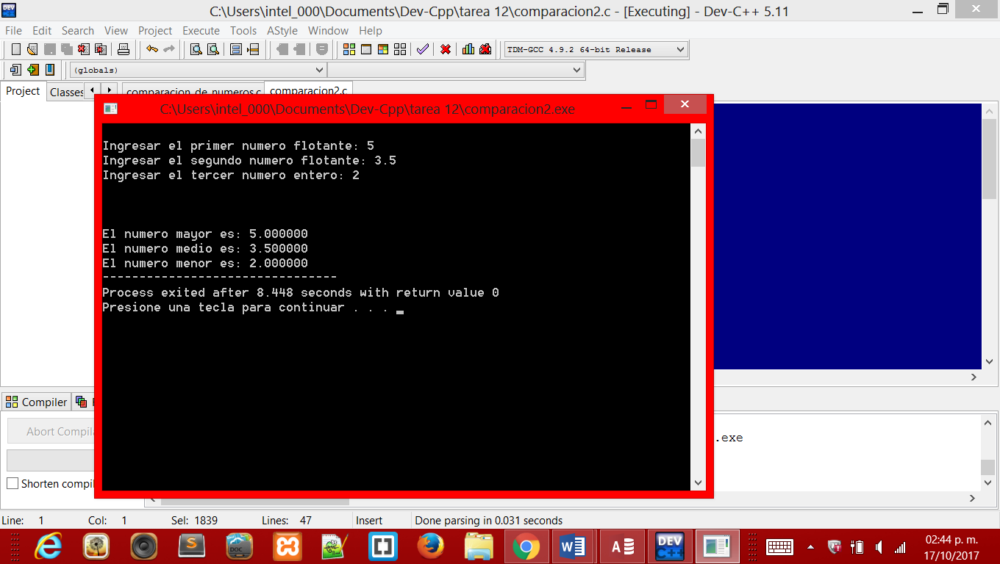 C:\Users\intel_000\Documents\Dev-Cpp\tarea 12\comparacion2.c - [Executing] - Dev-C++ 5.11
File Edit Search View Project Execute Tools AStyle Window Help
TDM-GCC 4.9.2 64-bit Release
(globals)
Project Classes comparacion_de_numeros.c comparacion2.c
C:\Users\intel_000\Documents\Dev-Cpp\tarea 12\comparacion2.exe
Ingresar el primer numero flotante: 5
Ingresar el segundo numero flotante: 3.5
Ingresar el tercer numero entero: 2
El numero mayor es: 5.000000
El numero medio es: 3.500000
El numero menor es: 2.000000
--------------------------------
Process exited after 8.448 seconds with return value 0
Presione una tecla para continuar . . .
Compiler
Abort Compila
.exe
Shorten compil
Line: 1 Col: 1 Sel: 1839 Lines: 47 Insert Done parsing in 0.031 seconds
DOC
DEV C++
02:44 p. m.
17/10/2017